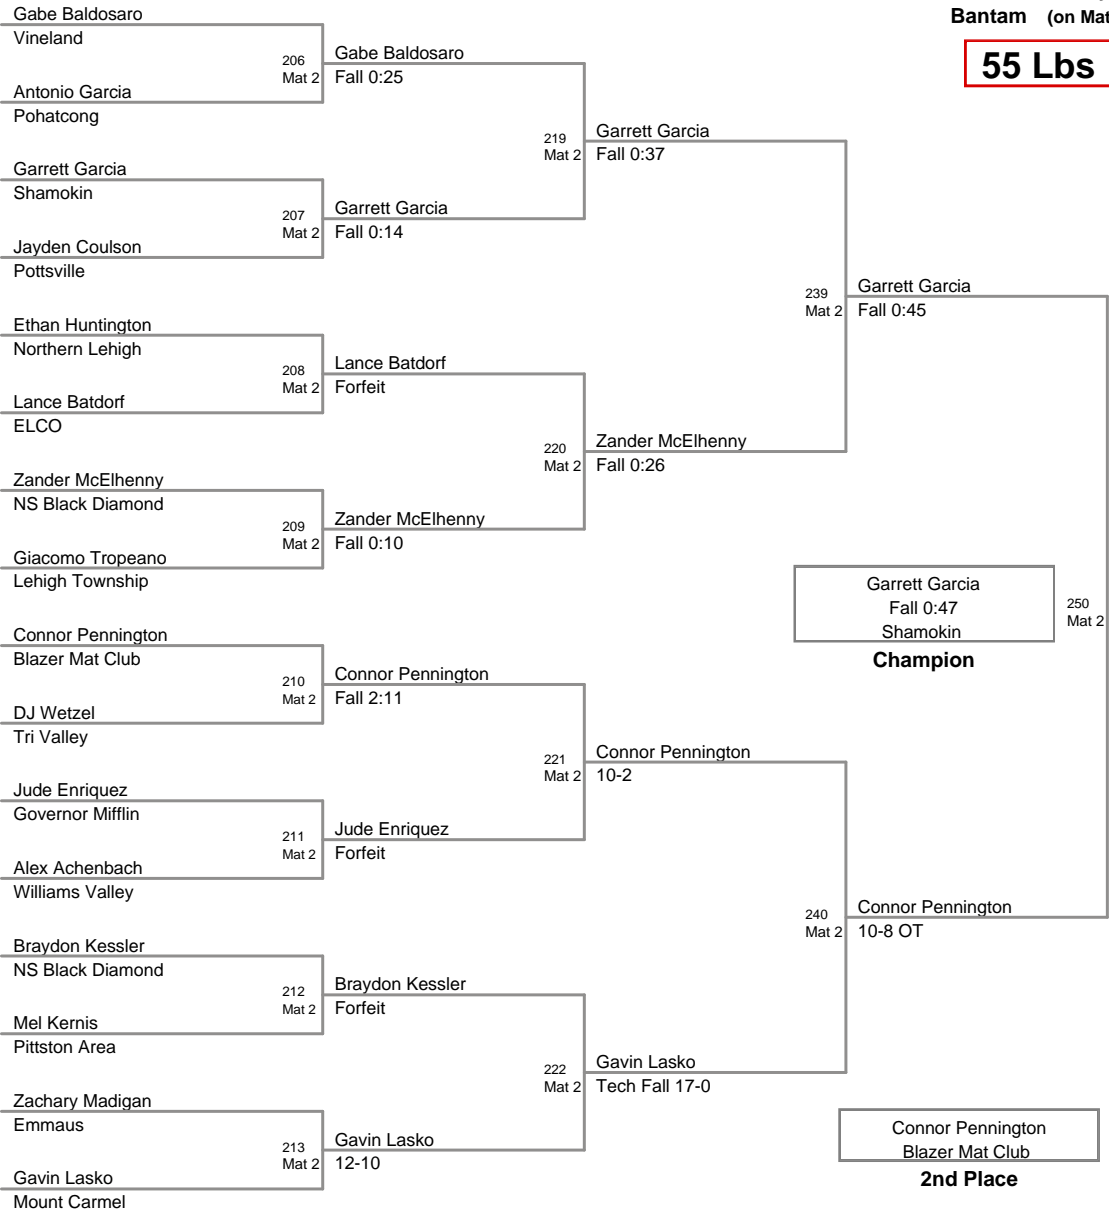 Bantam (on Mat
55 Lbs
Gabe Baldosaro
Vineland
206
Mat 2
Gabe Baldosaro
Fall 0:25
Antonio Garcia
Pohatcong
219
Mat 2
Garrett Garcia
Fall 0:37
Garrett Garcia
Shamokin
207
Mat 2
Garrett Garcia
Fall 0:14
Jayden Coulson
Pottsville
239
Mat 2
Garrett Garcia
Fall 0:45
Ethan Huntington
Northern Lehigh
208
Mat 2
Lance Batdorf
Forfeit
Lance Batdorf
ELCO
220
Mat 2
Zander McElhenny
Fall 0:26
Zander McElhenny
NS Black Diamond
209
Mat 2
Zander McElhenny
Fall 0:10
Giacomo Tropeano
Lehigh Township
Garrett Garcia
Fall 0:47
Shamokin
Champion
250
Mat 2
Connor Pennington
Blazer Mat Club
210
Mat 2
Connor Pennington
Fall 2:11
DJ Wetzel
Tri Valley
221
Mat 2
Connor Pennington
10-2
Jude Enriquez
Governor Mifflin
211
Mat 2
Jude Enriquez
Forfeit
Alex Achenbach
Williams Valley
240
Mat 2
Connor Pennington
10-8 OT
Braydon Kessler
NS Black Diamond
212
Mat 2
Braydon Kessler
Forfeit
Mel Kernis
Pittston Area
222
Mat 2
Gavin Lasko
Tech Fall 17-0
Zachary Madigan
Emmaus
213
Mat 2
Gavin Lasko
12-10
Gavin Lasko
Mount Carmel
Connor Pennington
Blazer Mat Club
2nd Place